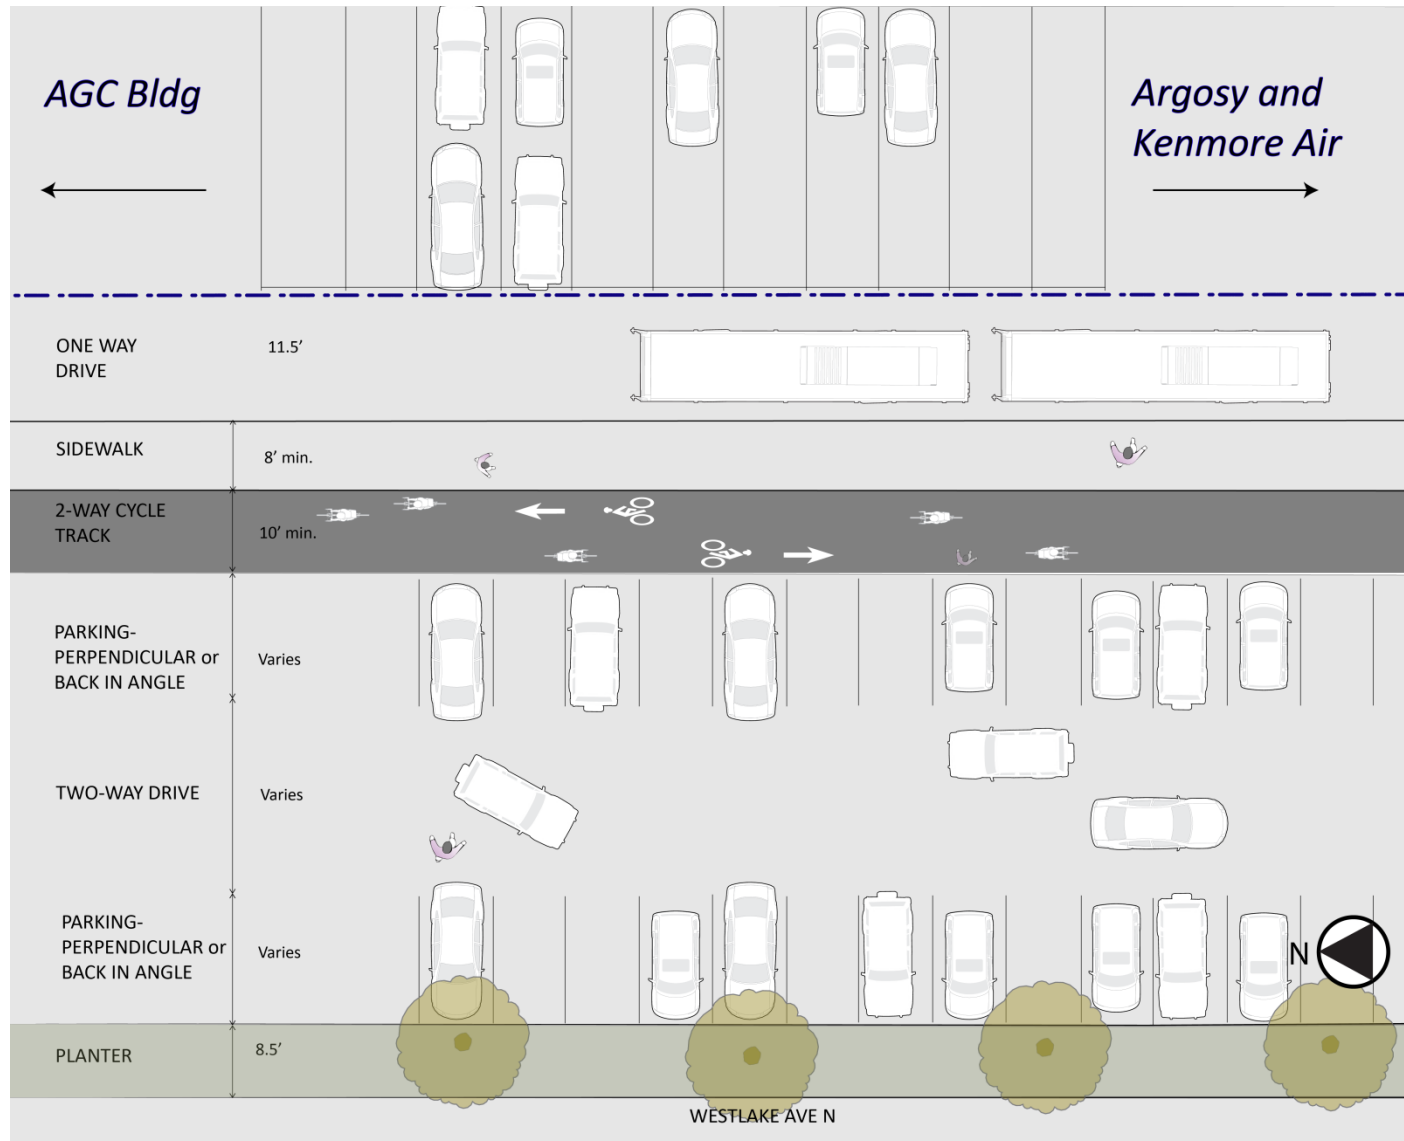 AGC Bldg
Argosy and
Kenmore Air
ONE WAY
DRIVE
11.5’
SIDEWALK
8’ min.
2-WAY CYCLE
TRACK
10’ min.
PARKING-
PERPENDICULAR or
BACK IN ANGLE
Varies
TWO-WAY DRIVE
Varies
PARKING-
PERPENDICULAR or
BACK IN ANGLE
Varies
N
PLANTER
8.5’
WESTLAKE AVE N